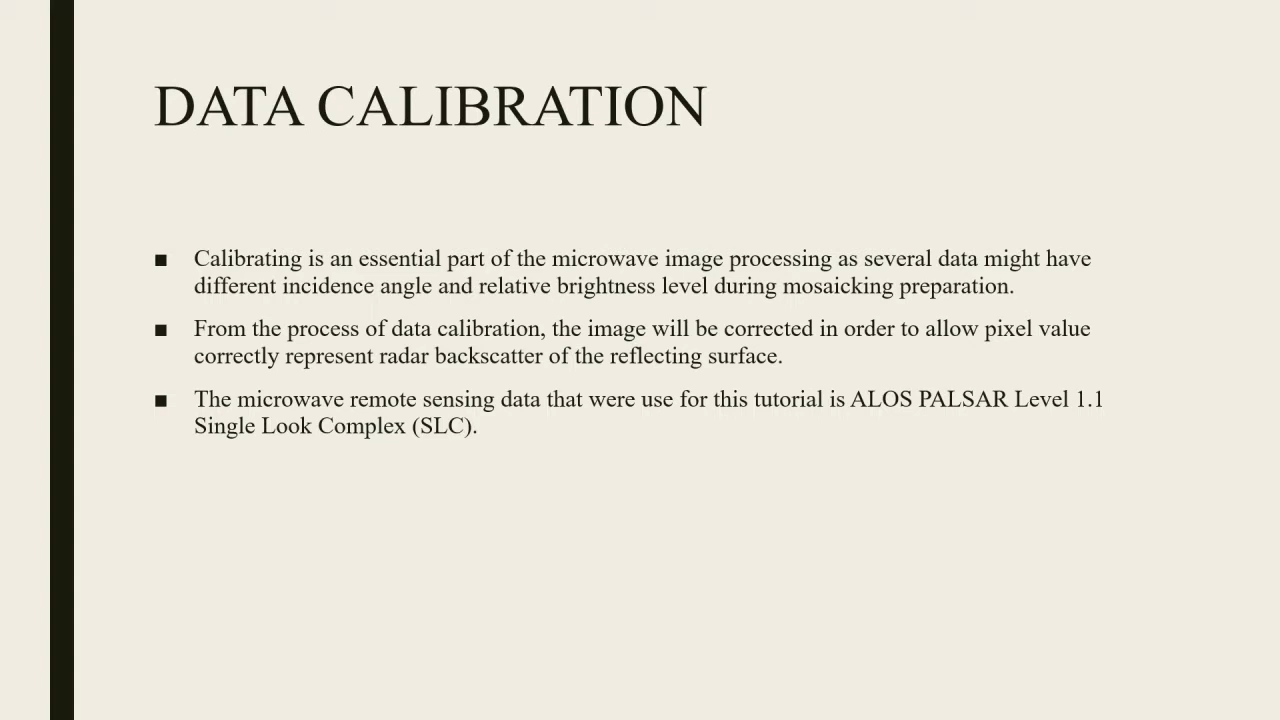 DATA CALIBRATION
▪ Calibrating is an essential part of the microwave image processing as several data might have
different incidence angle and relative brightness level during mosaicking preparation.
▪ From the process of data calibration, the image will be corrected in order to allow pixel value
correctly represent radar backscatter of the reflecting surface.
▪ The microwave remote sensing data that were use for this tutorial is ALOS PALSAR Level 1.1
Single Look Complex (SLC).